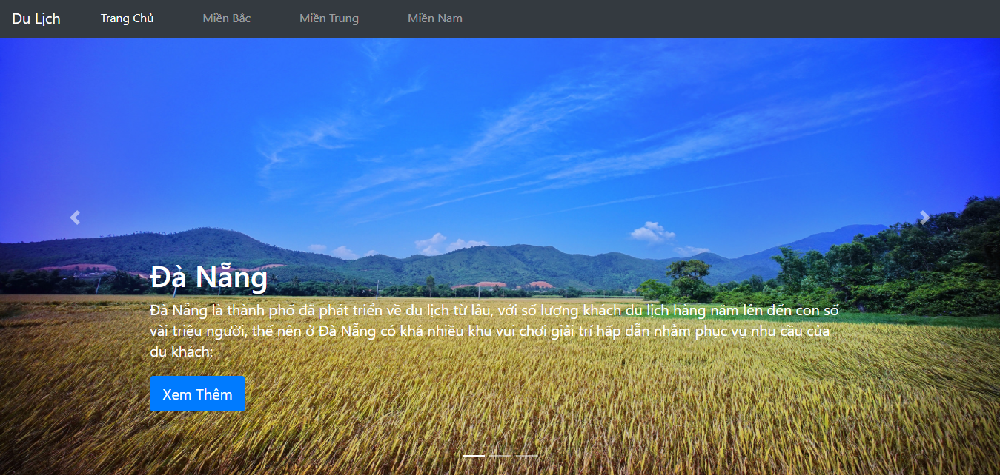 Du Lịch Trang Chủ Miền Bắc Miền Trung Miền Nam
Đà Nẵng
Đà Nẵng là thành phố đã phát triển về du lịch từ lâu, với số lượng khách du lịch hàng năm lên đến con số
vài triệu người, thế nên ở Đà Nẵng có khá nhiều khu vui chơi giải trí hấp dẫn nhằm phục vụ nhu cầu của
du khách:
Xem Thêm